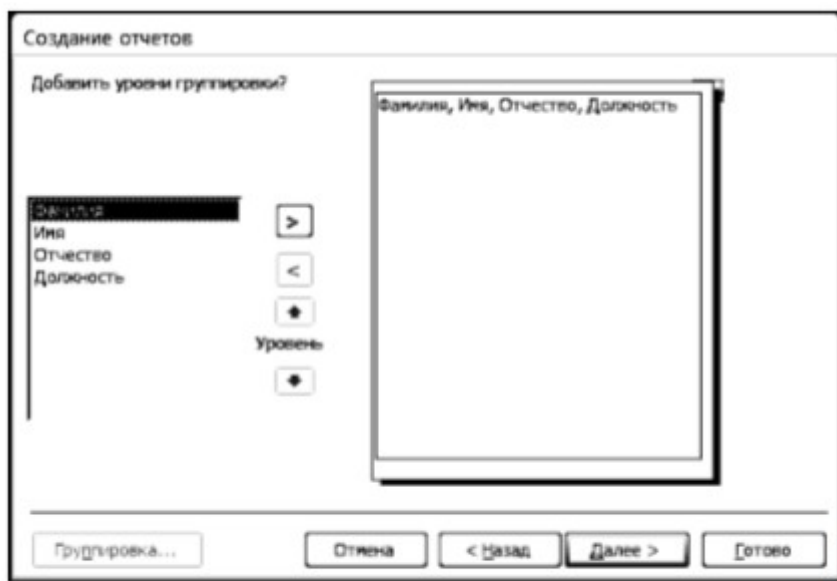 Создание отчетов
Добавить уровни группировки?
Фамилия, Имя, Отчество, Должность
Фамилия
Имя
Отчество
Должность
>
<
Уровень
Группировка...
Отмена
< Назад
Далее >
Готово